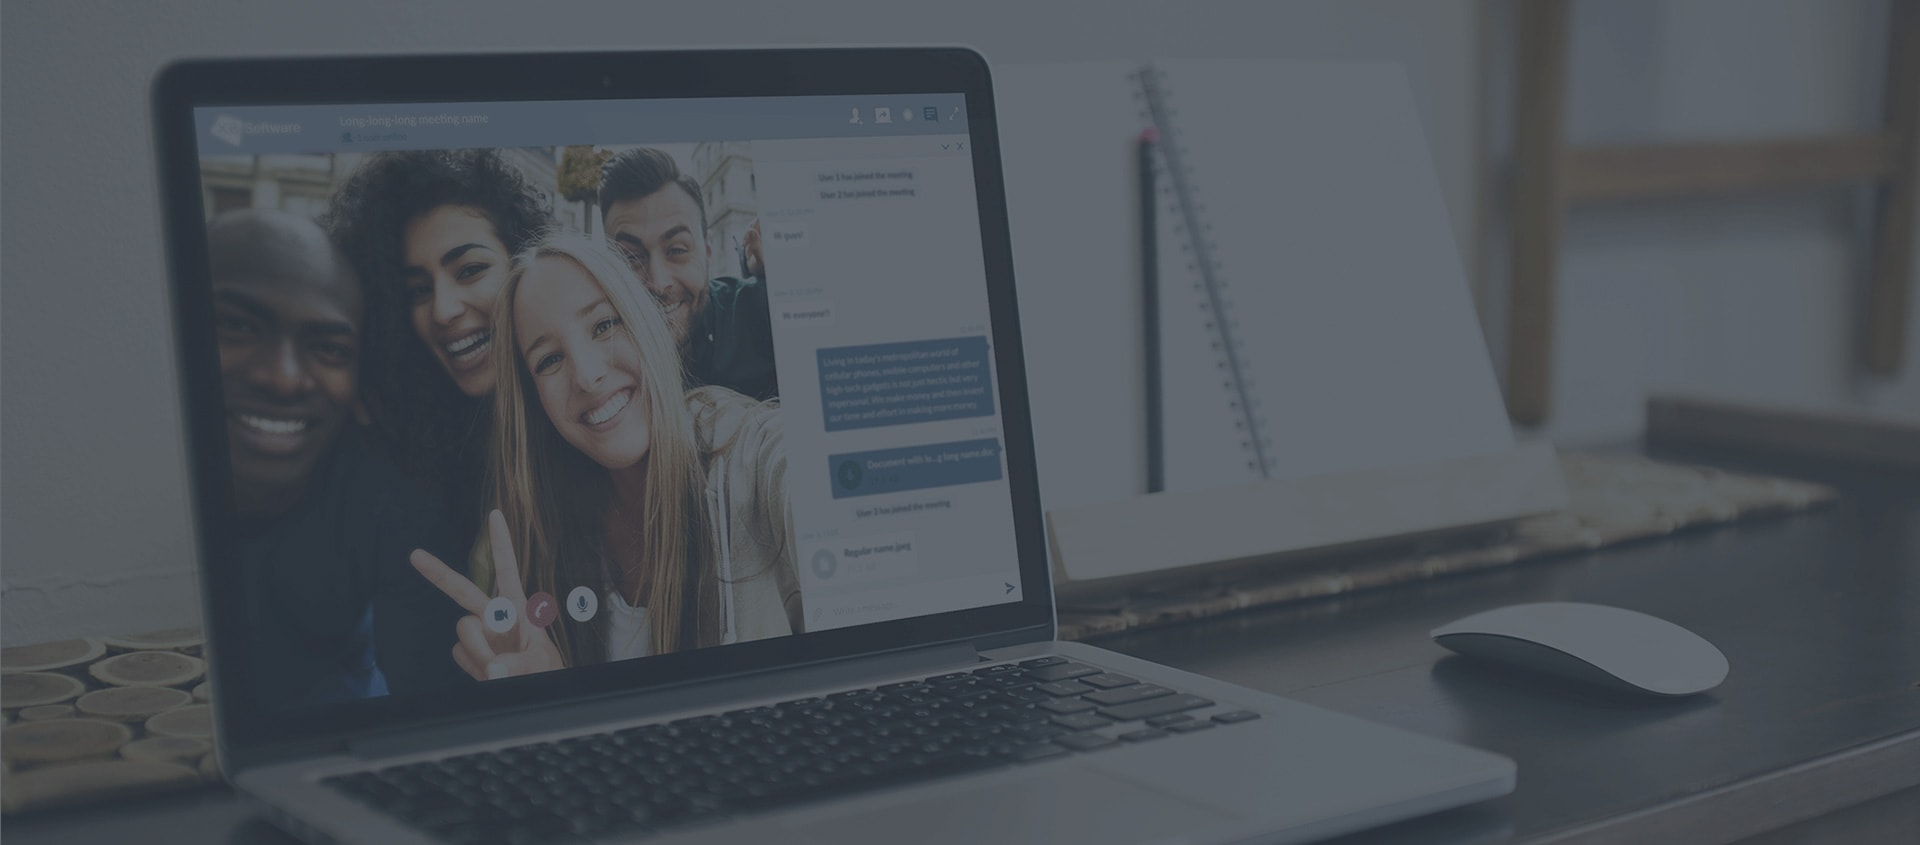 XB Software
Long-long-long meeting name
User 1 has joined the meeting
User 2 has joined the meeting
Hi guys!
Hi everyone!!
Living in today's metropolitan world of
cellular phones, mobile computers and other
high-tech gadgets is not just hectic but very
impersonal. We make money and then invest
our time and effort in making more money.
Document with lo...g long name.doc
User 3 has joined the meeting
Regular name.jpeg